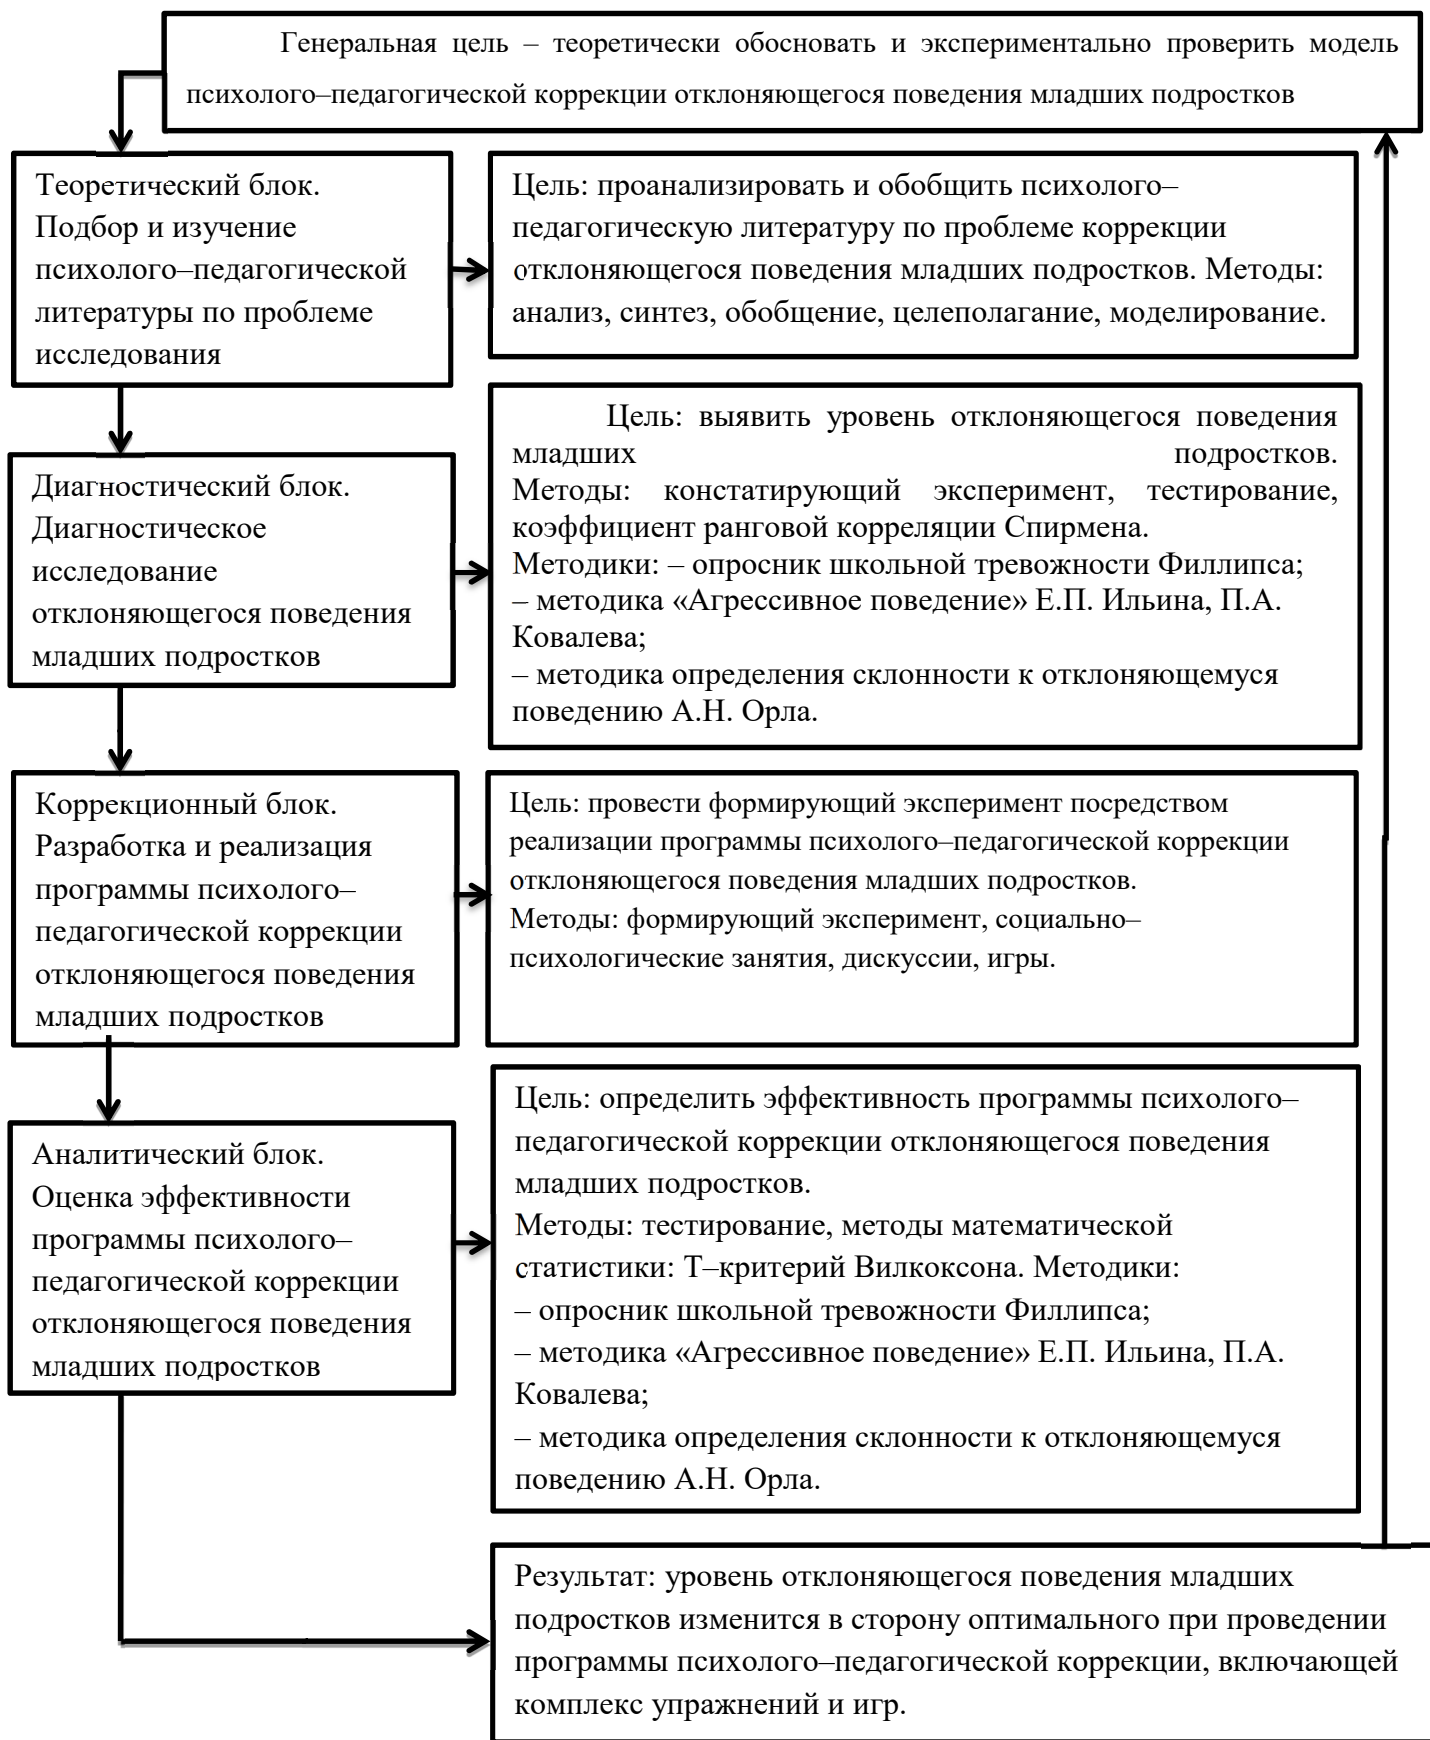 Генеральная цель – теоретически обосновать и экспериментально проверить модель
психолого–педагогической коррекции отклоняющегося поведения младших подростков
Теоретический блок.
Подбор и изучение
психолого–педагогической
литературы по проблеме
исследования
Цель: проанализировать и обобщить психолого–
педагогическую литературу по проблеме коррекции
отклоняющегося поведения младших подростков. Методы:
анализ, синтез, обобщение, целеполагание, моделирование.
Диагностический блок.
Диагностическое
исследование
отклоняющегося поведения
младших подростков
Цель: выявить уровень отклоняющегося поведения
младших подростков.
Методы: констатирующий эксперимент, тестирование,
коэффициент ранговой корреляции Спирмена.
Методики: – опросник школьной тревожности Филлипса;
– методика «Агрессивное поведение» Е.П. Ильина, П.А.
Ковалева;
– методика определения склонности к отклоняющемуся
поведению А.Н. Орла.
Коррекционный блок.
Разработка и реализация
программы психолого–
педагогической коррекции
отклоняющегося поведения
младших подростков
Цель: провести формирующий эксперимент посредством
реализации программы психолого–педагогической коррекции
отклоняющегося поведения младших подростков.
Методы: формирующий эксперимент, социально–
психологические занятия, дискуссии, игры.
Аналитический блок.
Оценка эффективности
программы психолого–
педагогической коррекции
отклоняющегося поведения
младших подростков
Цель: определить эффективность программы психолого–
педагогической коррекции отклоняющегося поведения
младших подростков.
Методы: тестирование, методы математической
статистики: Т–критерий Вилкоксона. Методики:
– опросник школьной тревожности Филлипса;
– методика «Агрессивное поведение» Е.П. Ильина, П.А.
Ковалева;
– методика определения склонности к отклоняющемуся
поведению А.Н. Орла.
Результат: уровень отклоняющегося поведения младших
подростков изменится в сторону оптимального при проведении
программы психолого–педагогической коррекции, включающей
комплекс упражнений и игр.